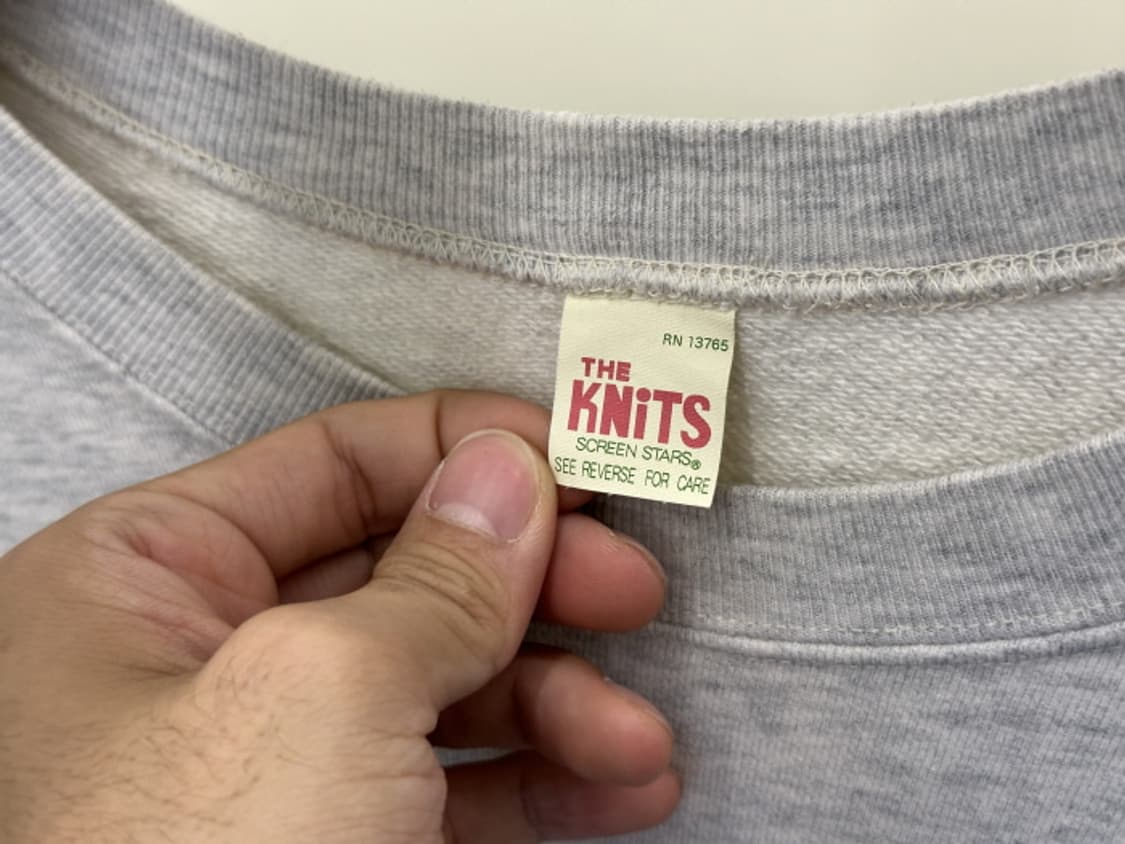 RN 13765
THE
KNiTS
SCREEN STARS®
SEE REVERSE FOR CARE